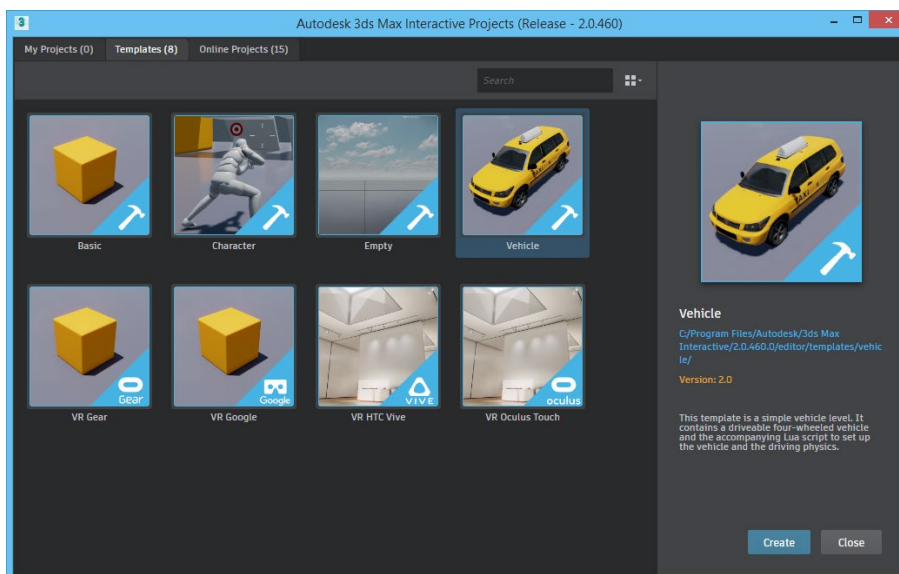 3
Autodesk 3ds Max Interactive Projects (Release - 2.0.460)
My Projects (0) Templates (8) Online Projects (15)
Search
TAXI
TAXI
Basic Character Empty Vehicle
Vehicle
C:/Program Files/Autodesk/3ds Max
Interactive/2.0.460.0/editor/templates/vehic
le/
Version: 2.0
Gear Google VIVE oculus
VR Gear VR Google VR HTC Vive VR Oculus Touch
This template is a simple vehicle level. It
contains a driveable four-wheeled vehicle
and the accompanying Lua script to set up
the vehicle and the driving physics.
Create Close